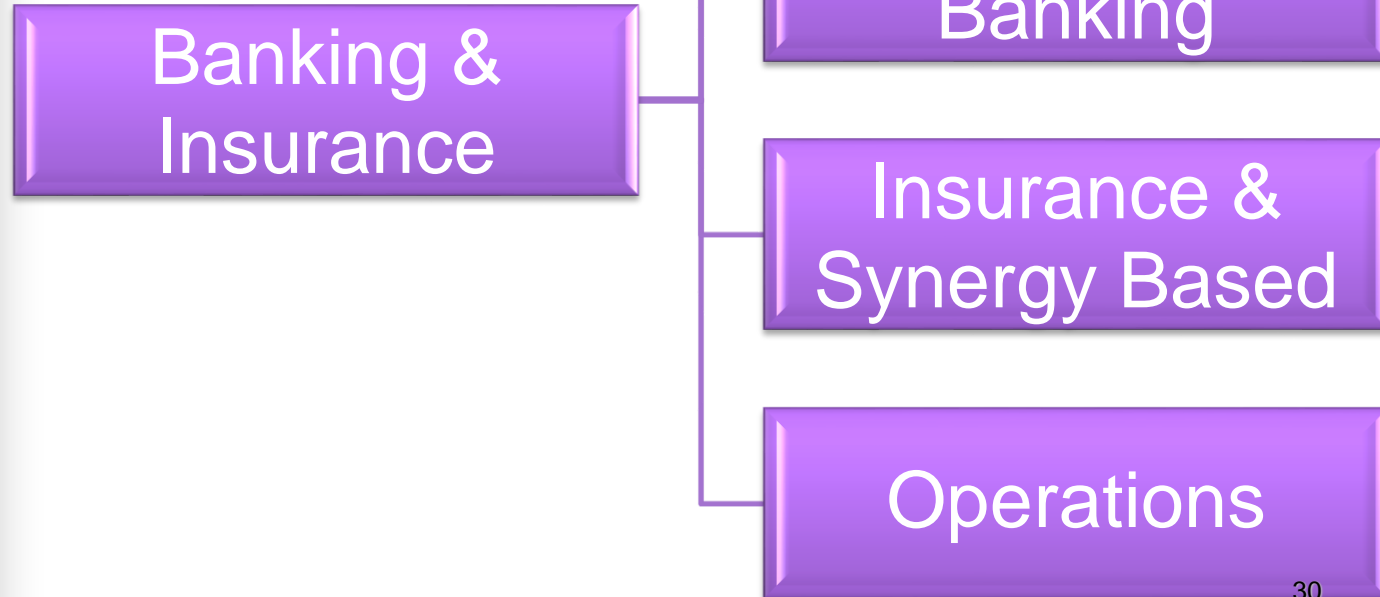 Banking &
Insurance
Banking
Insurance &
Synergy Based
Operations
30